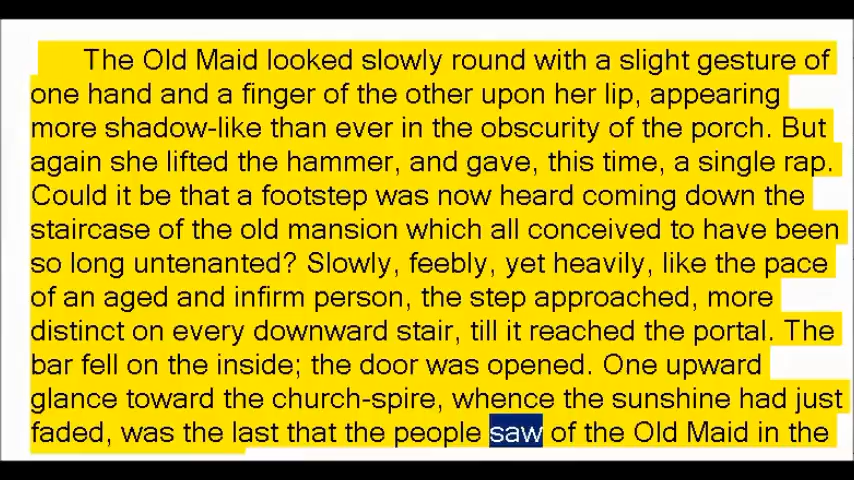 The Old Maid looked slowly round with a slight gesture of
one hand and a finger of the other upon her lip, appearing
more shadow-like than ever in the obscurity of the porch. But
again she lifted the hammer, and gave, this time, a single rap.
Could it be that a footstep was now heard coming down the
staircase of the old mansion which all conceived to have been
so long untenanted? Slowly, feebly, yet heavily, like the pace
of an aged and infirm person, the step approached, more
distinct on every downward stair, till it reached the portal. The
bar fell on the inside; the door was opened. One upward
glance toward the church-spire, whence the sunshine had just
faded, was the last that the people saw of the Old Maid in the